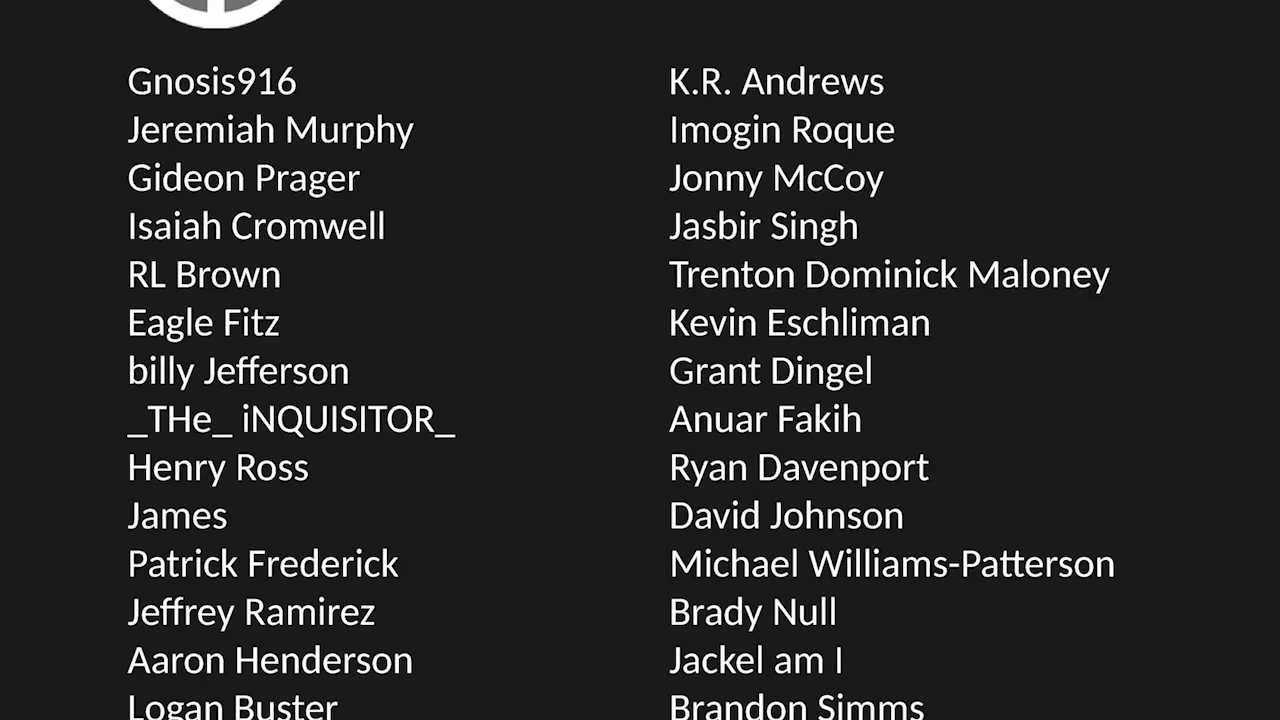 Gnosis916
Jeremiah Murphy
Gideon Prager
Isaiah Cromwell
RL Brown
Eagle Fitz
billy Jefferson
_THe_ iNQUISITOR_
Henry Ross
James
Patrick Frederick
Jeffrey Ramirez
Aaron Henderson
Logan Buster
K.R. Andrews
Imogin Roque
Jonny McCoy
Jasbir Singh
Trenton Dominick Maloney
Kevin Eschliman
Grant Dingel
Anuar Fakih
Ryan Davenport
David Johnson
Michael Williams-Patterson
Brady Null
Jackel am I
Brandon Simms